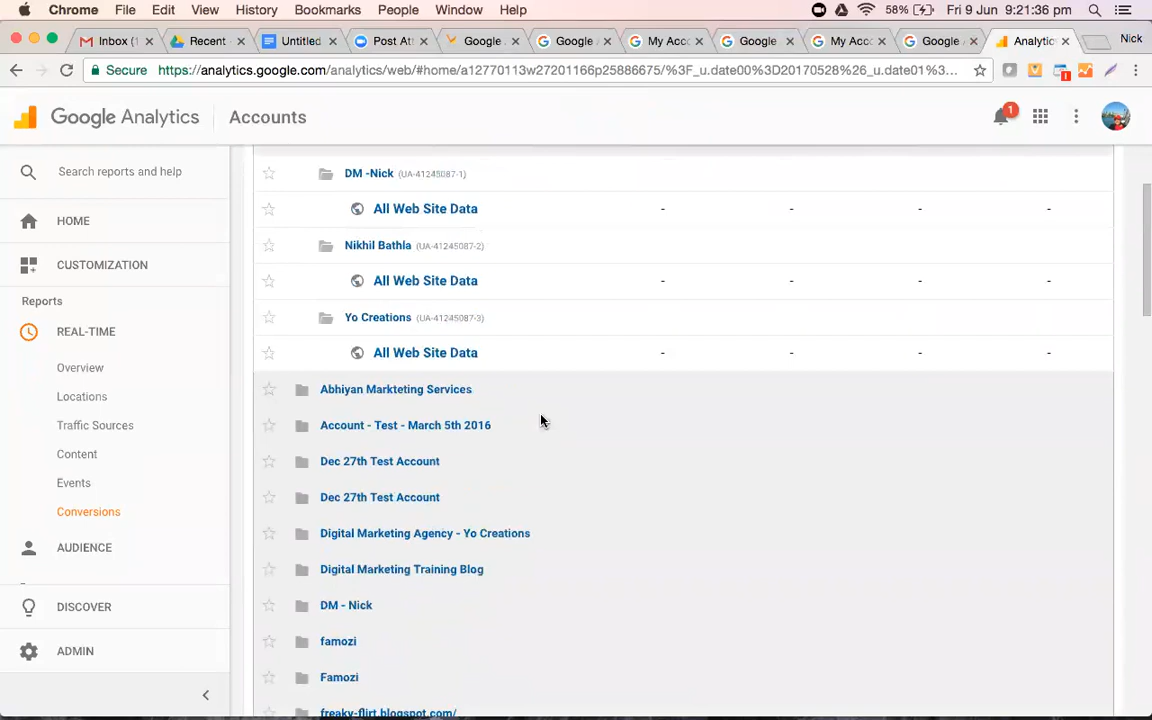 Chrome File Edit View History Bookmarks People Window Help 58% Fri 9 Jun 9:21:36 pm
Inbox (1 Recent Untitled Post Att Google Google My Acc Google My Acc Google Analytic Nick
Secure https://analytics.google.com/analytics/web/#home/a12770113w27201166p25886675/%3F_u.date00%3D20170528%26_u.date01%3...
Google Analytics Accounts 1
Search reports and help
HOME
CUSTOMIZATION
Reports
REAL-TIME
Overview
Locations
Traffic Sources
Content
Events
Conversions
AUDIENCE
DISCOVER
ADMIN
DM -Nick (UA-41245087-1)
All Web Site Data - - - -
Nikhil Bathla (UA-41245087-2)
All Web Site Data - - - -
Yo Creations (UA-41245087-3)
All Web Site Data - - - -
Abhiyan Markteting Services
Account - Test - March 5th 2016
Dec 27th Test Account
Dec 27th Test Account
Digital Marketing Agency - Yo Creations
Digital Marketing Training Blog
DM - Nick
famozi
Famozi
freaky-flirt.blogspot.com/